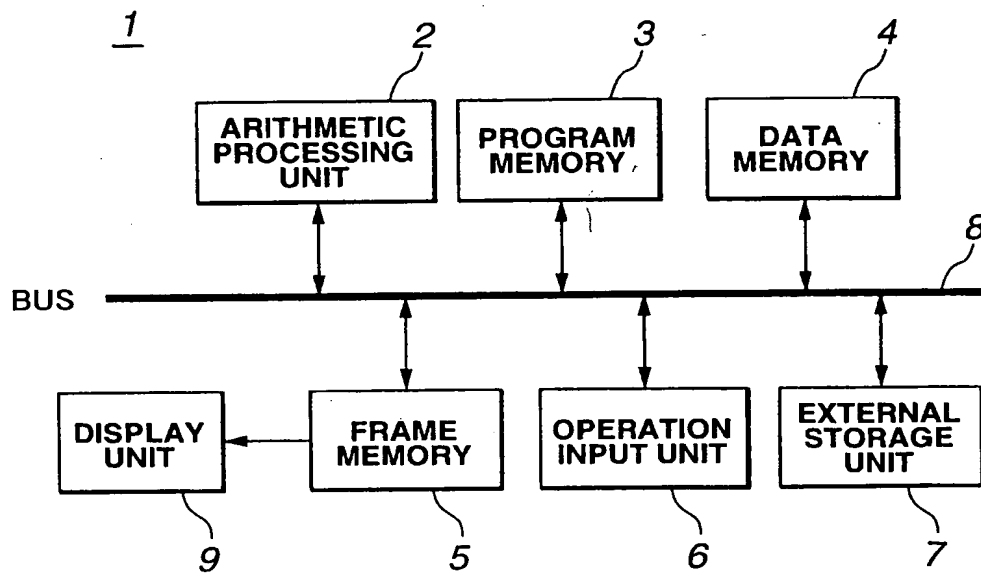 1
2
3
4
ARITHMETIC
PROCESSING
UNIT
PROGRAM
MEMORY
DATA
MEMORY
8
BUS
DISPLAY
UNIT
FRAME
MEMORY
OPERATION
INPUT UNIT
EXTERNAL
STORAGE
UNIT
9
5
6
7